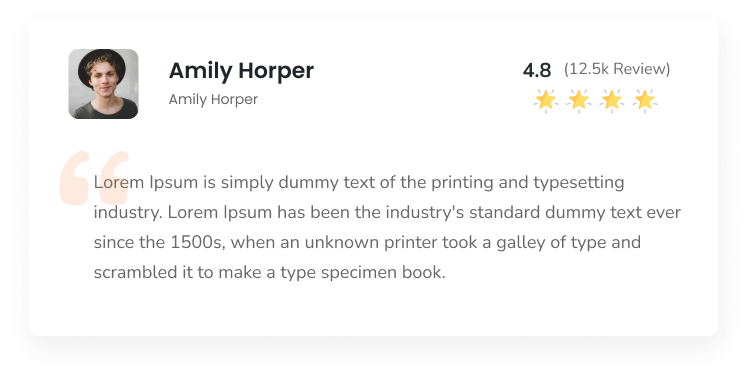 Amily Horper
4.8 (12.5k Review)
Amily Horper
Lorem Ipsum is simply dummy text of the printing and typesetting
industry. Lorem Ipsum has been the industry's standard dummy text ever
since the 1500s, when an unknown printer took a galley of type and
scrambled it to make a type specimen book.